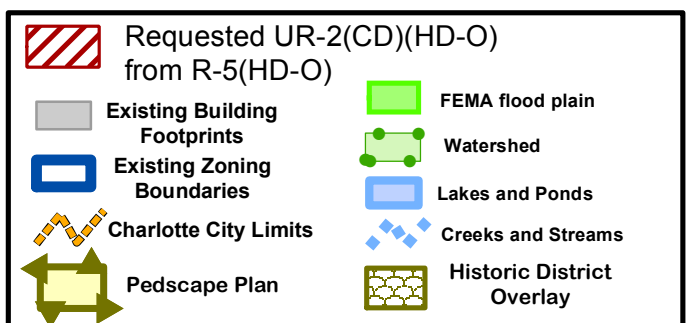 Requested UR-2(CD)(HD-O)
from R-5(HD-O)
Existing Building
Footprints
Existing Zoning
Boundaries
Charlotte City Limits
Pedscape Plan
FEMA flood plain
Watershed
Lakes and Ponds
Creeks and Streams
Historic District
Overlay